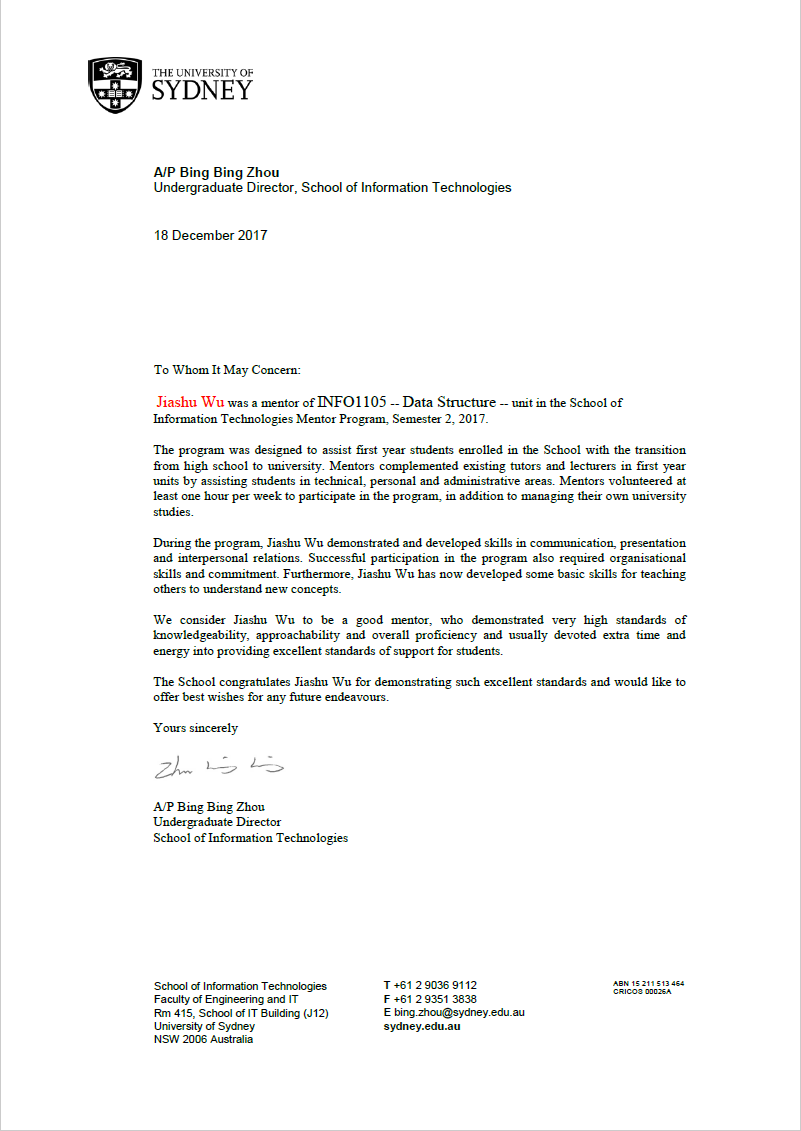 THE UNIVERSITY OF
SYDNEY
A/P Bing Bing Zhou
Undergraduate Director, School of Information Technologies
18 December 2017
To Whom It May Concern:
Jiashu Wu was a mentor of INFO1105 -- Data Structure -- unit in the School of
Information Technologies Mentor Program, Semester 2, 2017.
The program was designed to assist first year students enrolled in the School with the transition
from high school to university. Mentors complemented existing tutors and lecturers in first year
units by assisting students in technical, personal and administrative areas. Mentors volunteered at
least one hour per week to participate in the program, in addition to managing their own university
studies.
During the program, Jiashu Wu demonstrated and developed skills in communication, presentation
and interpersonal relations. Successful participation in the program also required organisational
skills and commitment. Furthermore, Jiashu Wu has now developed some basic skills for teaching
others to understand new concepts.
We consider Jiashu Wu to be a good mentor, who demonstrated very high standards of
knowledgeability, approachability and overall proficiency and usually devoted extra time and
energy into providing excellent standards of support for students.
The School congratulates Jiashu Wu for demonstrating such excellent standards and would like to
offer best wishes for any future endeavours.
Yours sincerely
A/P Bing Bing Zhou
Undergraduate Director
School of Information Technologies
School of Information Technologies
Faculty of Engineering and IT
Rm 415, School of IT Building (J12)
University of Sydney
NSW 2006 Australia
T +61 2 9036 9112
F +61 2 9351 3838
E bing.zhou@sydney.edu.au
sydney.edu.au
ABN 15 211 513 464
CRICOS 00026A